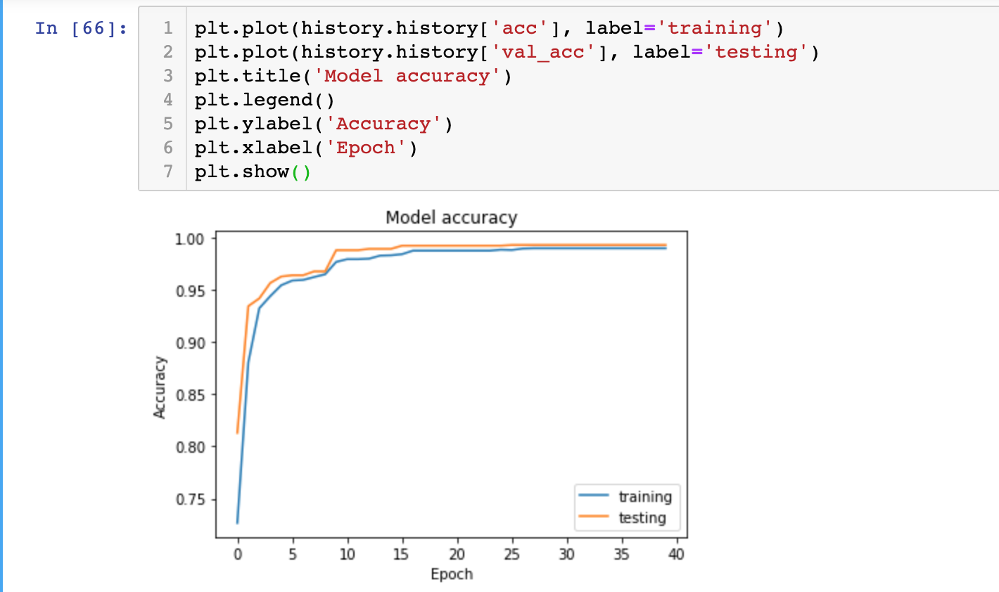 In [66]:
1 plt.plot(history.history['acc'], label='training')
2 plt.plot(history.history['val_acc'], label='testing')
3 plt.title('Model accuracy')
4 plt.legend()
5 plt.ylabel('Accuracy')
6 plt.xlabel('Epoch')
7 plt.show()
Model accuracy
1.00
0.95
0.90
0.85
0.80
0.75
Accuracy
training
testing
0 5 10 15 20 25 30 35 40
Epoch